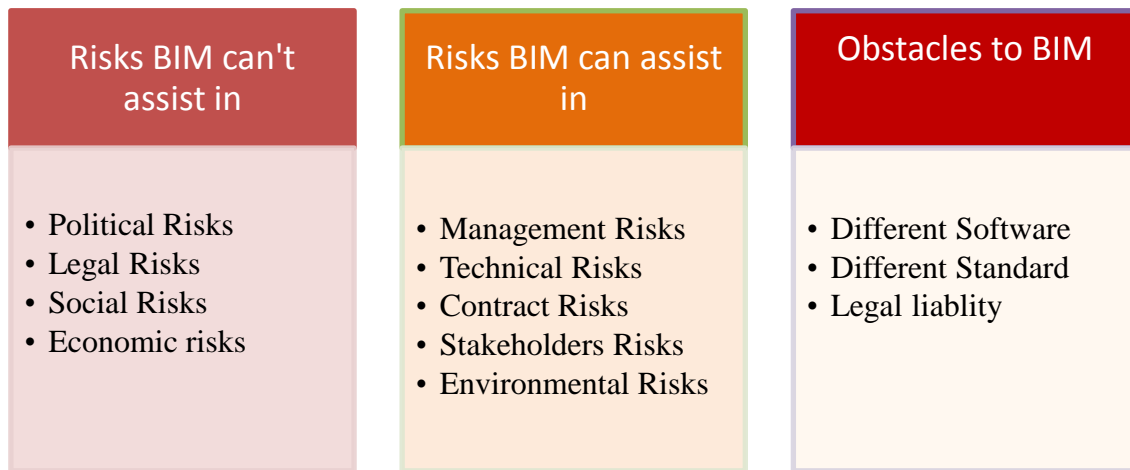 Risks BIM can't
assist in
• Political Risks
• Legal Risks
• Social Risks
• Economic risks
Risks BIM can assist
in
• Management Risks
• Technical Risks
• Contract Risks
• Stakeholders Risks
• Environmental Risks
Obstacles to BIM
• Different Software
• Different Standard
• Legal liablity